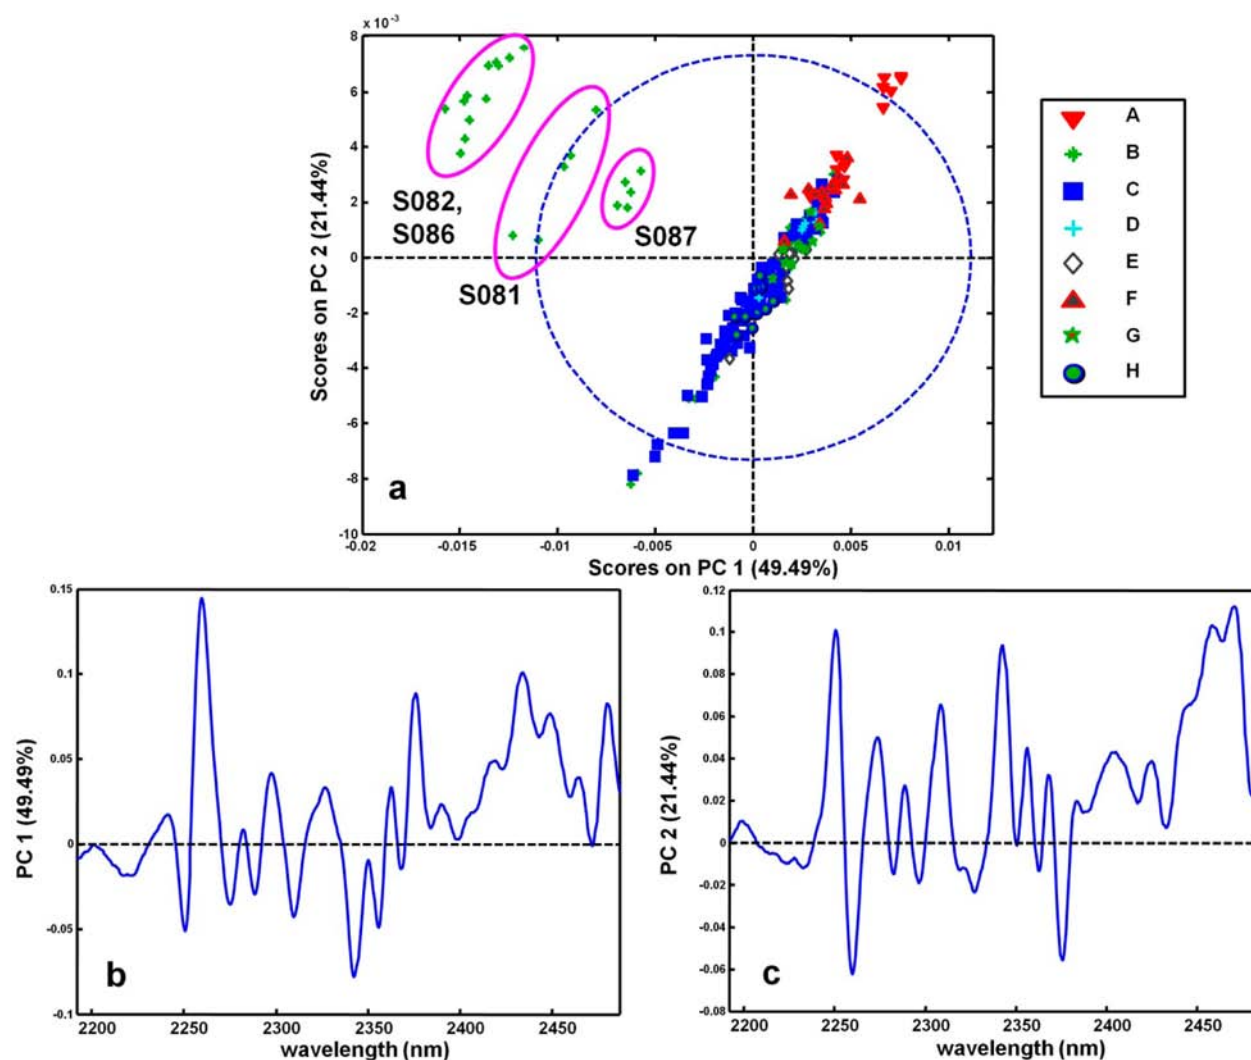 x 10⁻³
8
6
4
2
0
-2
-4
-6
-8
-10
Scores on PC 2 (21.44%)
S082,
S086
S081
S087
a
-0.02
-0.015
-0.01
-0.005
0
0.005
0.01
Scores on PC 1 (49.49%)
A
B
C
D
E
F
G
H
0.15
0.1
0.05
0
-0.05
-0.1
PC 1 (49.49%)
b
2200
2250
2300
2350
2400
2450
wavelength (nm)
0.12
0.1
0.08
0.06
0.04
0.02
0
-0.02
-0.04
-0.06
-0.08
PC 2 (21.44%)
c
2200
2250
2300
2350
2400
2450
wavelength (nm)